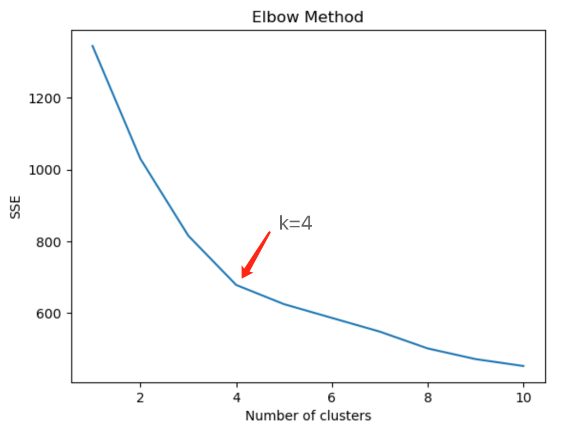 Elbow Method
1200
1000
800
600
SSE
k=4
2 4 6 8 10
Number of clusters